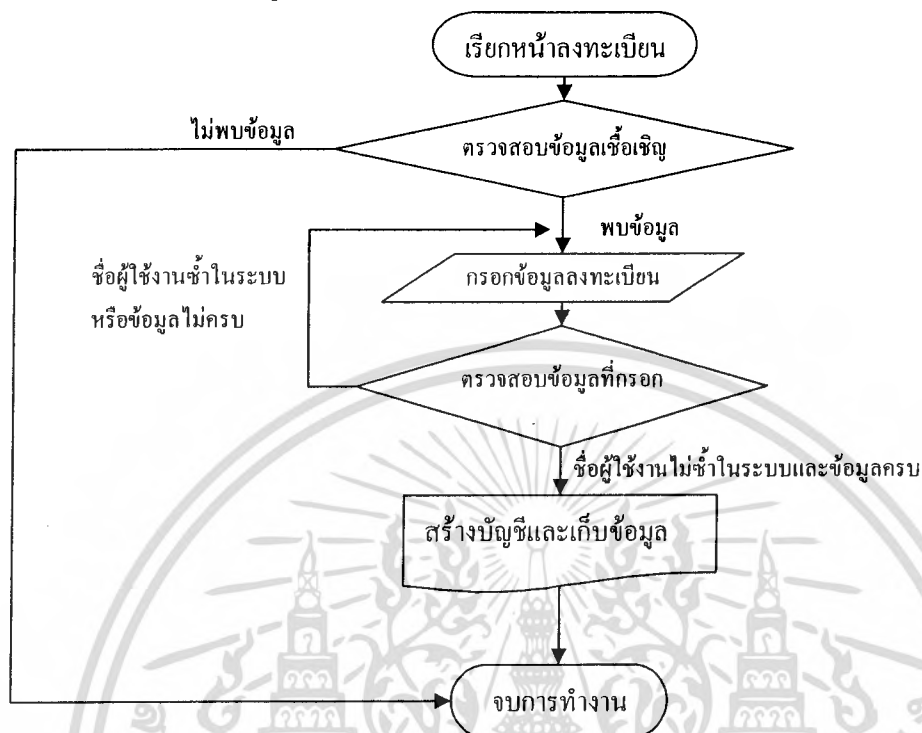 เรียกหน้าลงทะเบียน
ไม่พบข้อมูล
ตรวจสอบข้อมูลเชื้อเชิญ
พบข้อมูล
ชื่อผู้ใช้งานซ้ำในระบบ
หรือข้อมูลไม่ครบ
กรอกข้อมูลลงทะเบียน
ตรวจสอบข้อมูลที่กรอก
ชื่อผู้ใช้งานไม่ซ้ำในระบบและข้อมูลครบ
สร้างบัญชีและเก็บข้อมูล
จบการทำงาน